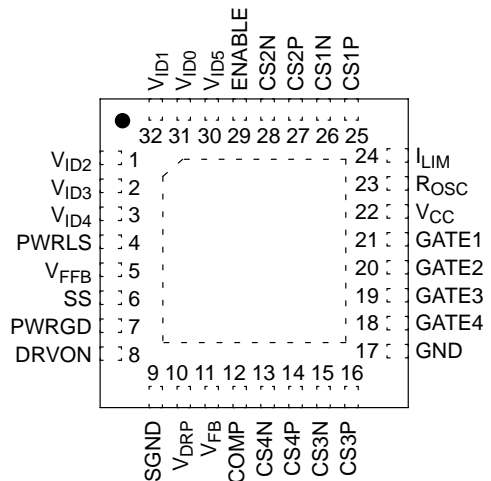 VID1
VID0
VID5
ENABLE
CS2N
CS2P
CS1N
CS1P
32 31 30 29 28 27 26 25
VID2 1
VID3 2
VID4 3
PWRLS 4
VFFB 5
SS 6
PWRGD 7
DRVON 8
24 ILIM
23 ROSC
22 VCC
21 GATE1
20 GATE2
19 GATE3
18 GATE4
17 GND
9 10 11 12 13 14 15 16
SGND
VDRP
VFB
COMP
CS4N
CS4P
CS3N
CS3P